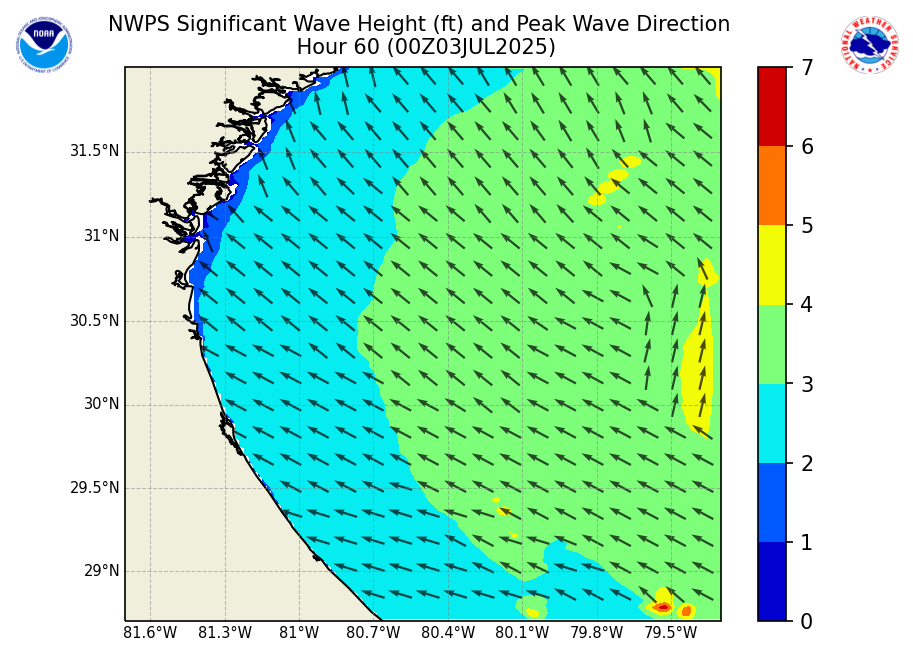 NWPS Significant Wave Height (ft) and Peak Wave Direction
Hour 60 (00Z03JUL2025)
NOAA
NATIONAL WEATHER SERVICE
31.5°N
31°N
30.5°N
30°N
29.5°N
29°N
81.6°W 81.3°W 81°W 80.7°W 80.4°W 80.1°W 79.8°W 79.5°W
7
6
5
4
3
2
1
0